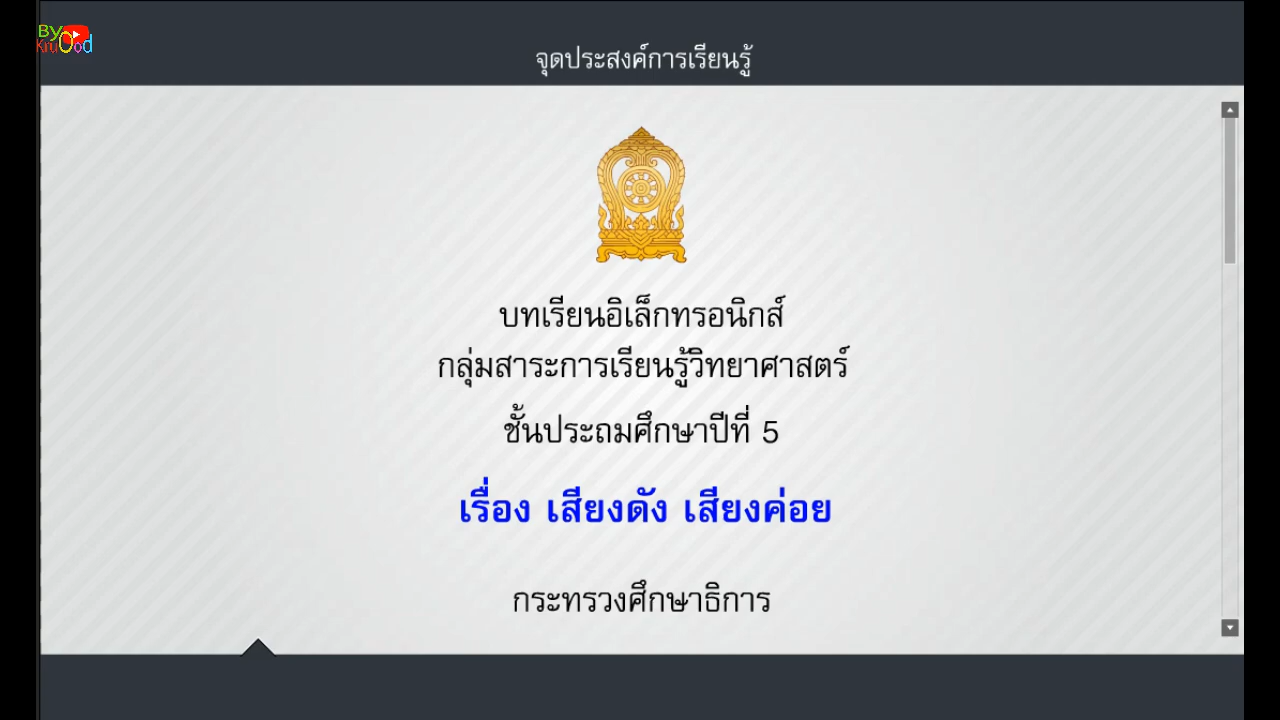 By
KruOod
จุดประสงค์การเรียนรู้
บทเรียนอิเล็กทรอนิกส์
กลุ่มสาระการเรียนรู้วิทยาศาสตร์
ชั้นประถมศึกษาปีที่ 5
เรื่อง เสียงดัง เสียงค่อย
กระทรวงศึกษาธิการ